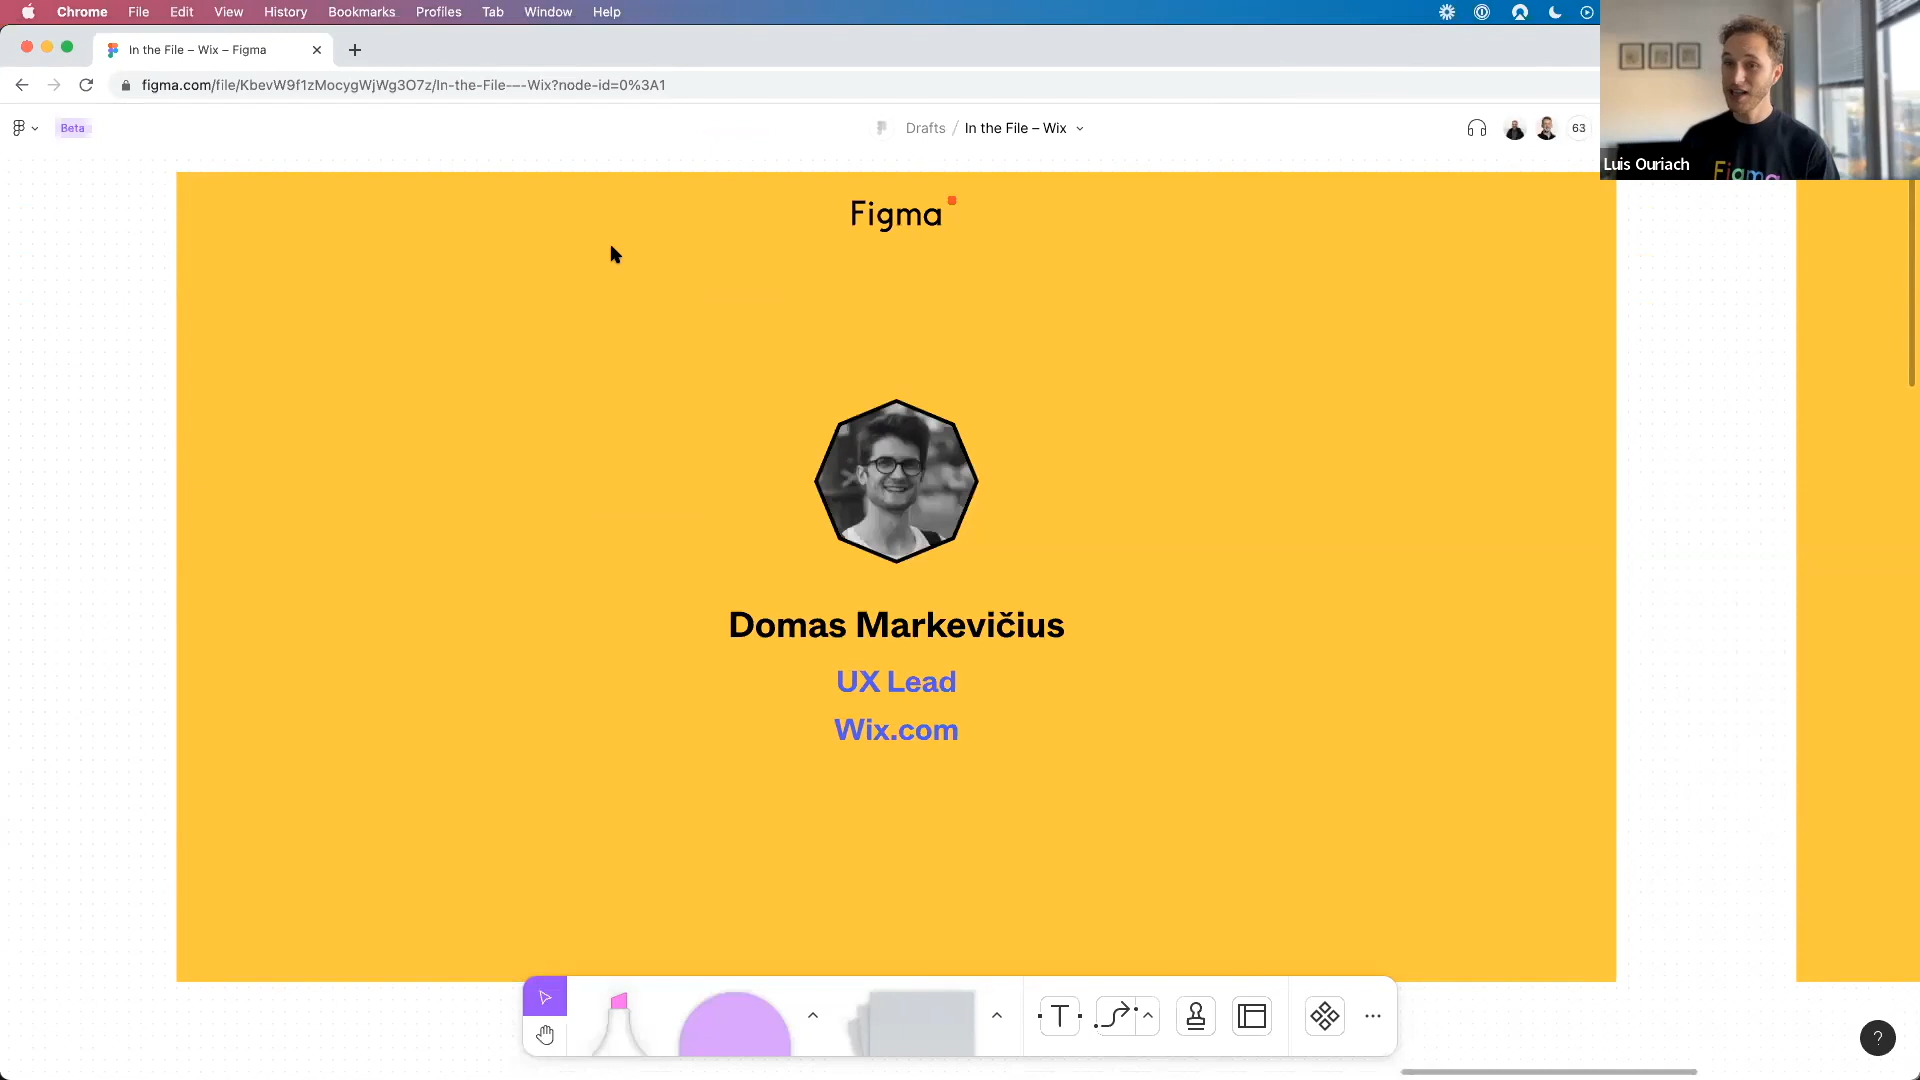 Chrome File Edit View History Bookmarks Profiles Tab Window Help
In the File – Wix – Figma
figma.com/file/KbevW9f1zMocygWjWg3O7z/In-the-File-–-Wix?node-id=0%3A1
Beta
Drafts / In the File – Wix
63
Luis Ouriach
Figma
Figma
Domas Markevičius
UX Lead
Wix.com
T
?